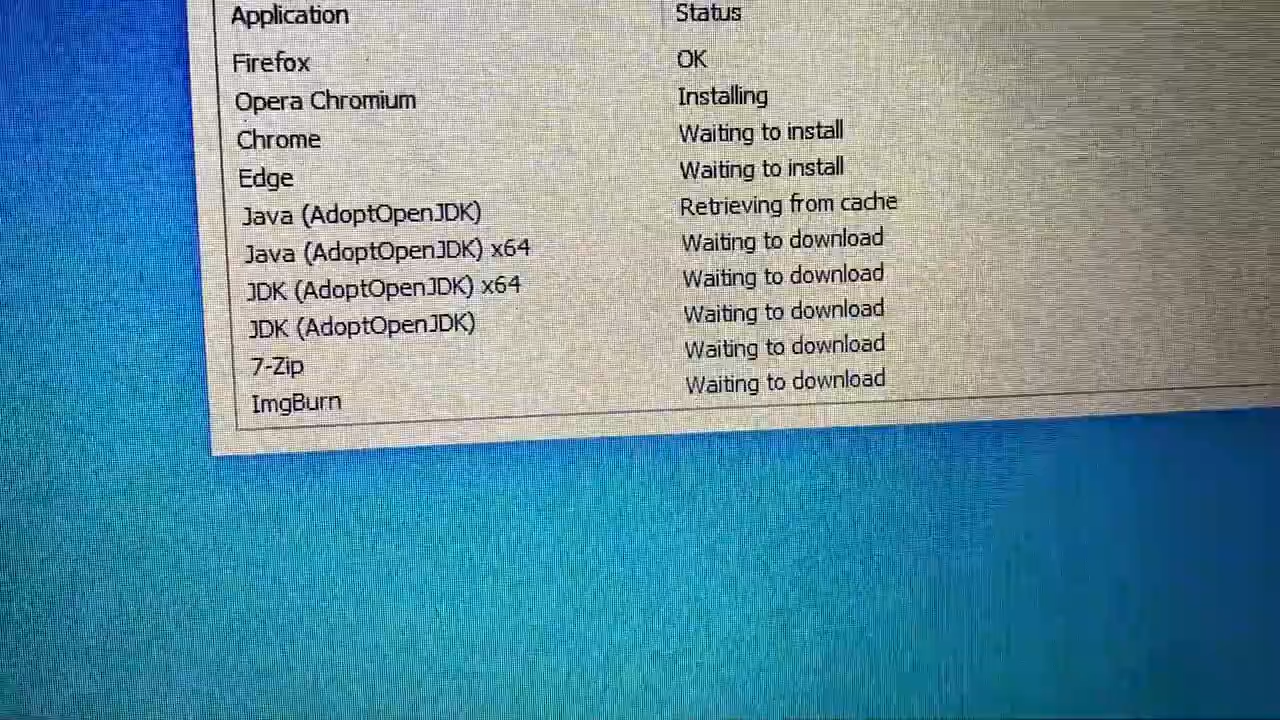 Application Status
Firefox OK
Opera Chromium Installing
Chrome Waiting to install
Edge Waiting to install
Java (AdoptOpenJDK) Retrieving from cache
Java (AdoptOpenJDK) x64 Waiting to download
JDK (AdoptOpenJDK) x64 Waiting to download
JDK (AdoptOpenJDK) Waiting to download
7-Zip Waiting to download
ImgBurn Waiting to download